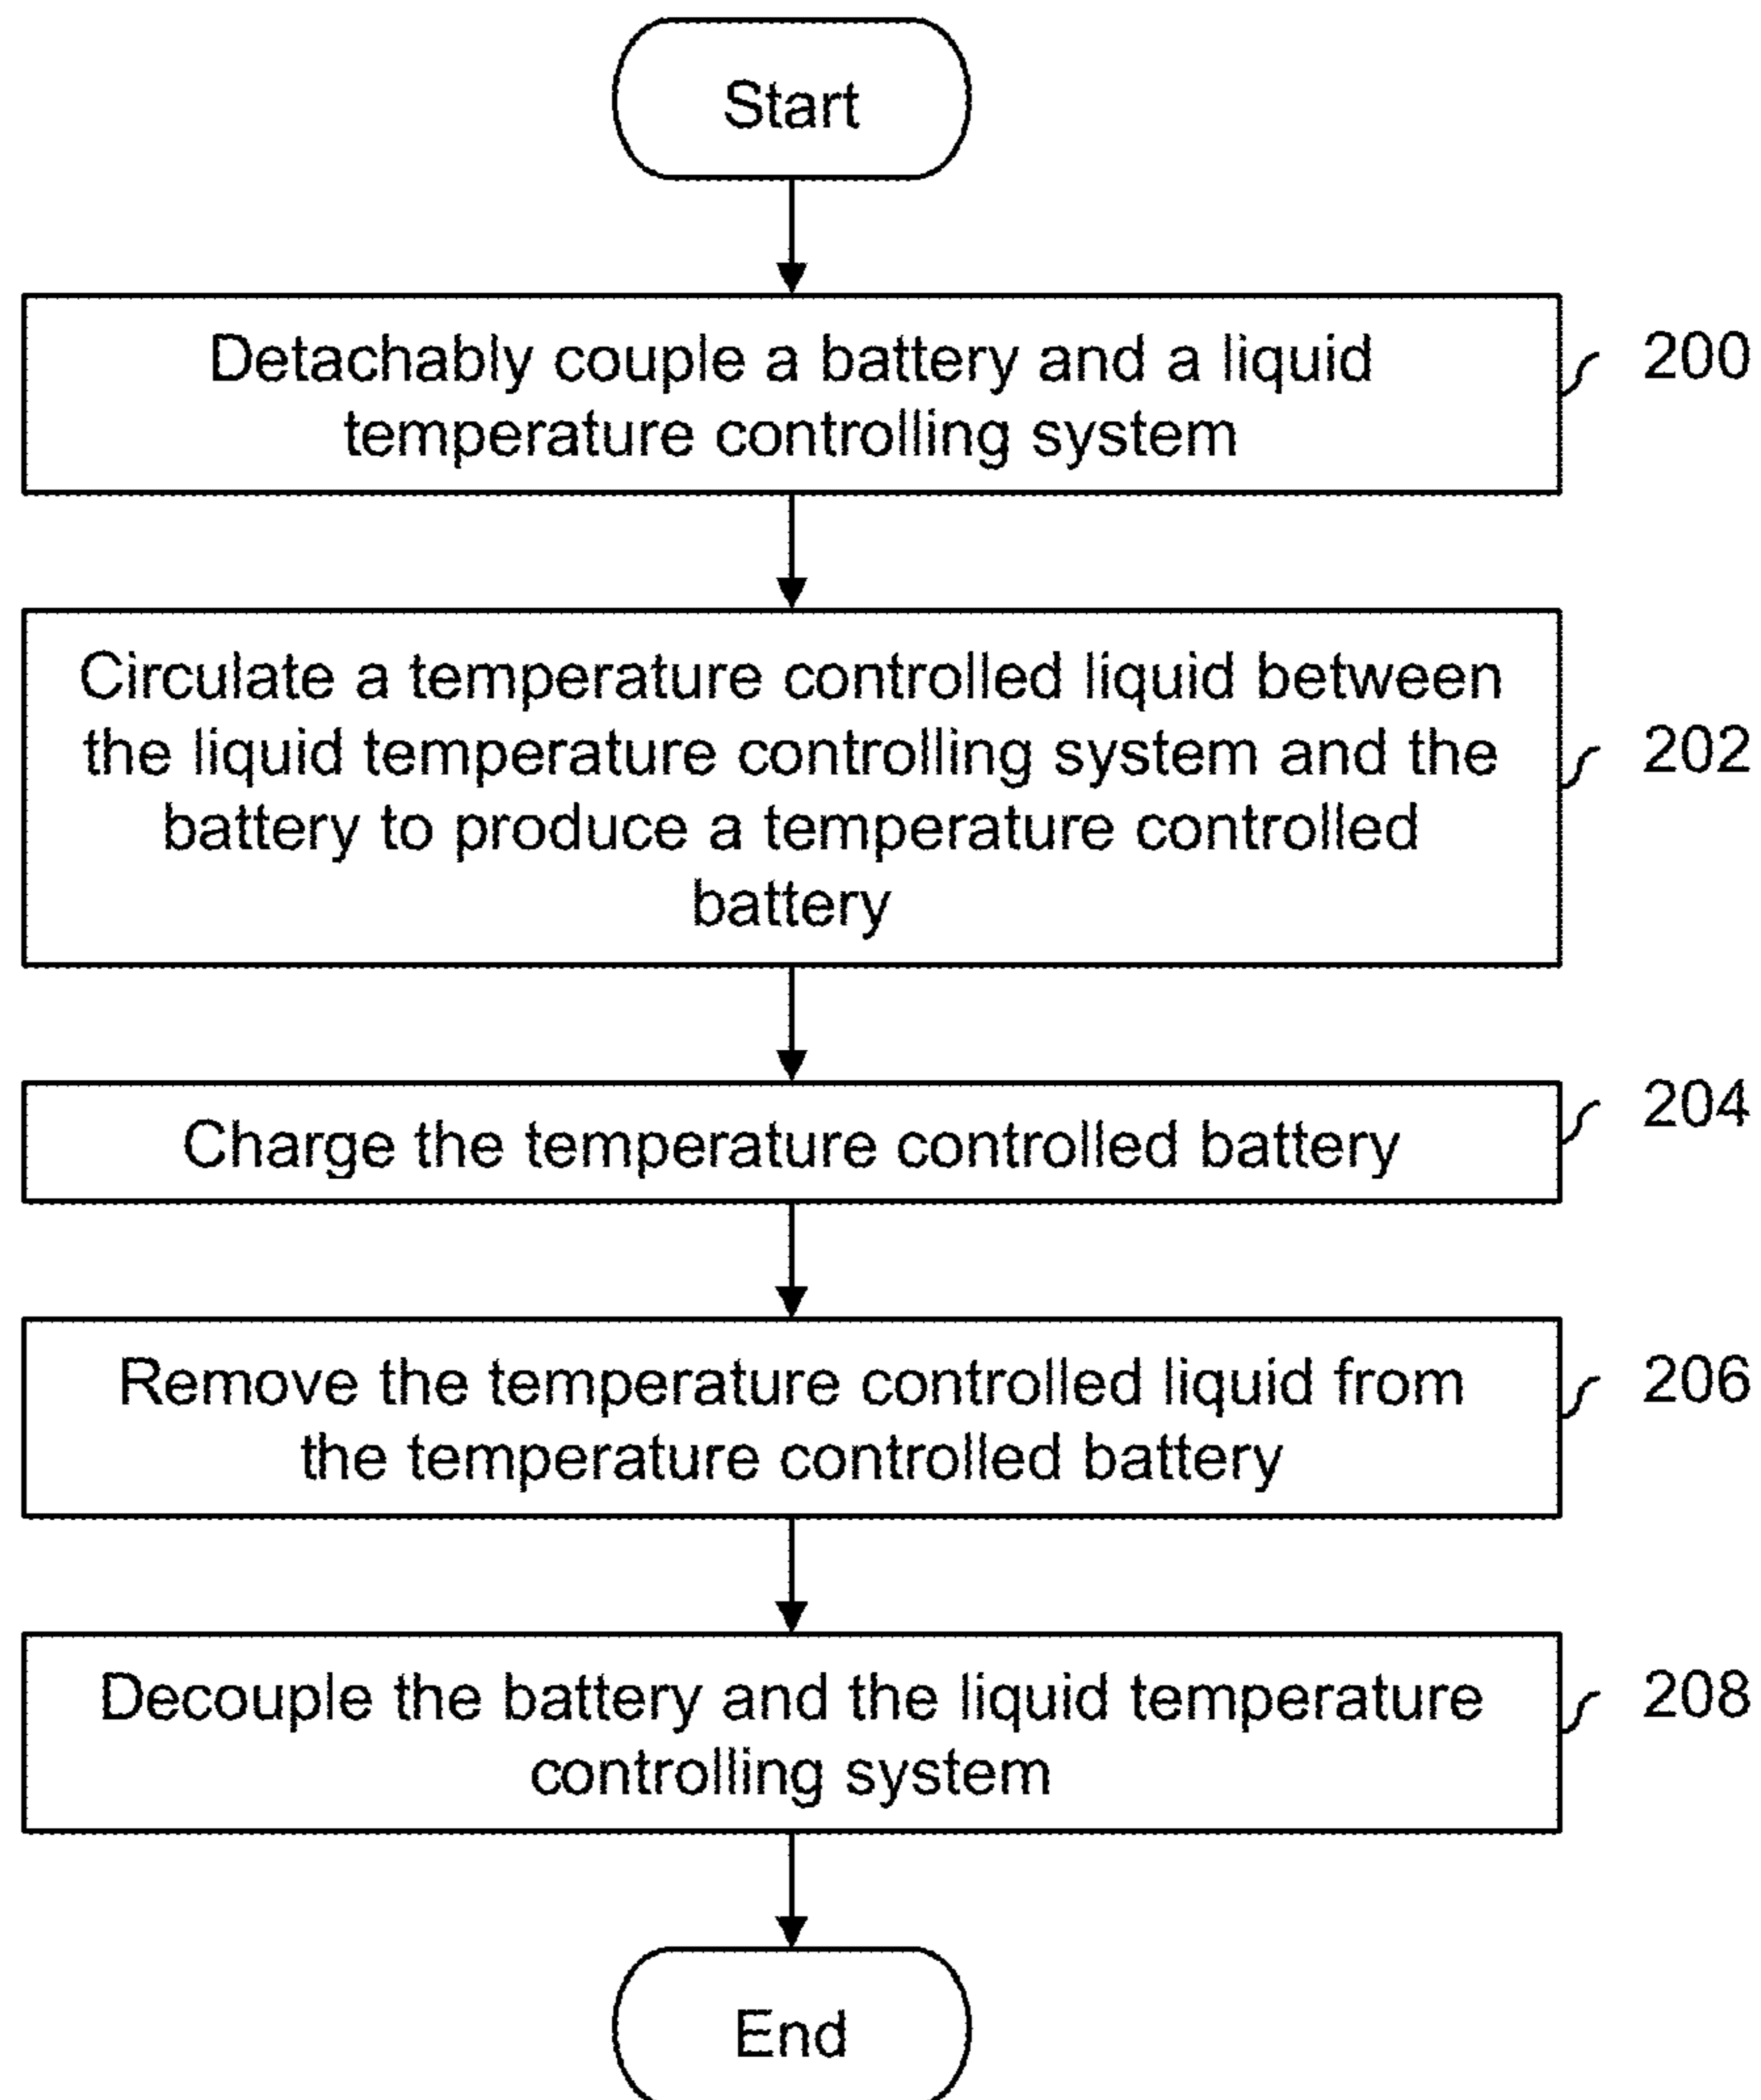 Start
Detachably couple a battery and a liquid
temperature controlling system
200
Circulate a temperature controlled liquid between
the liquid temperature controlling system and the
battery to produce a temperature controlled
battery
202
Charge the temperature controlled battery
204
Remove the temperature controlled liquid from
the temperature controlled battery
206
Decouple the battery and the liquid temperature
controlling system
208
End